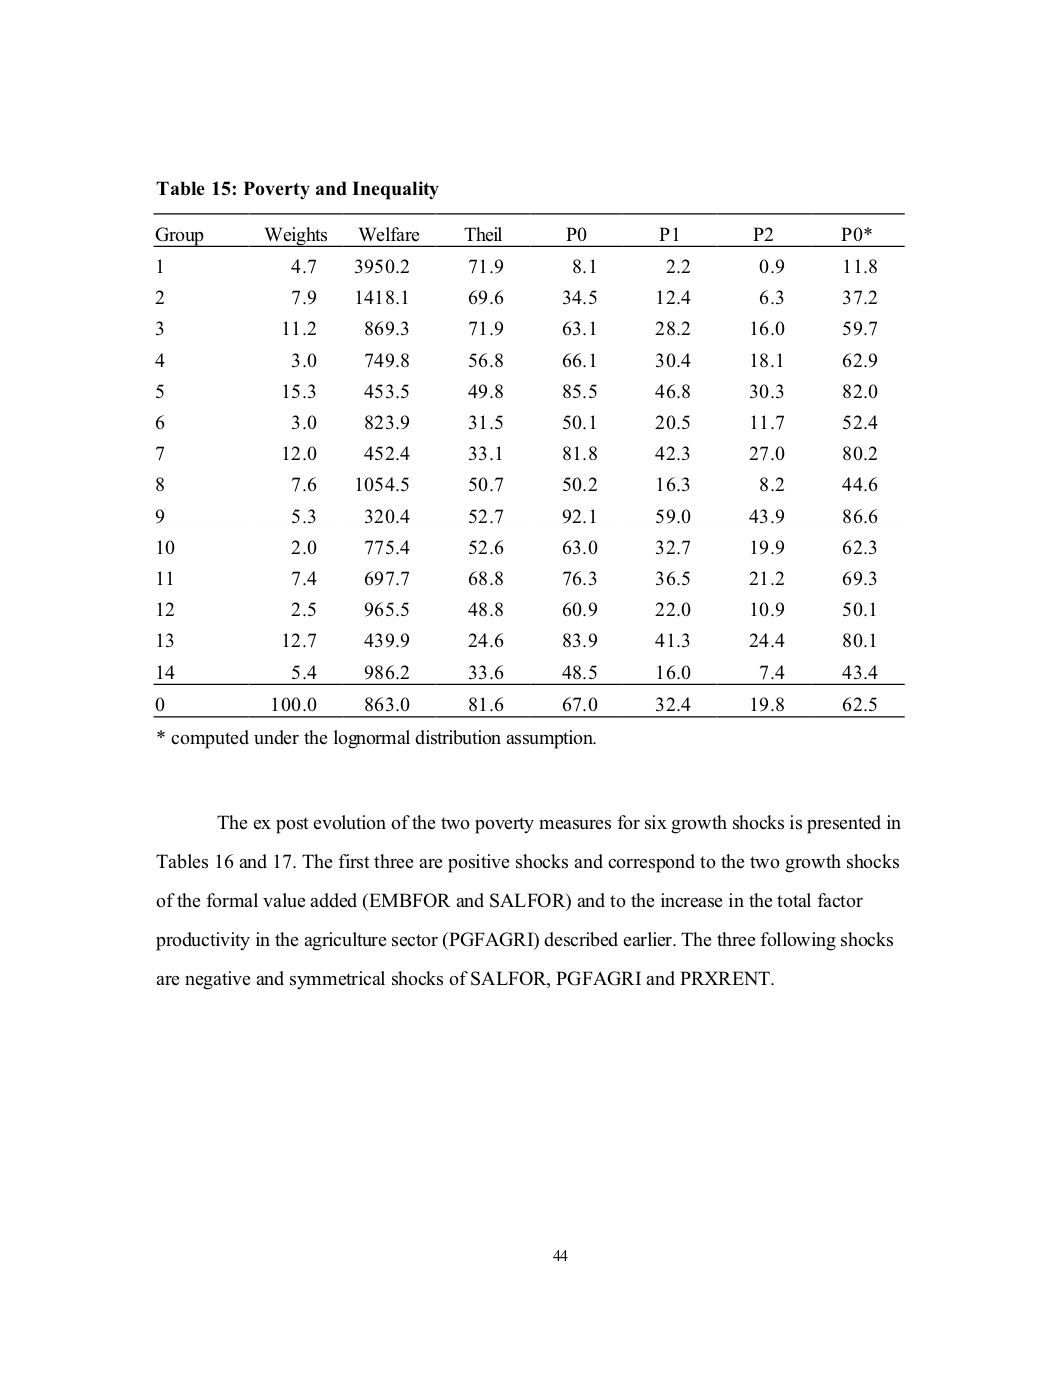 Table 15: Poverty and Inequality
Group Weights Welfare Theil P0 P1 P2 P0*
1 4.7 3950.2 71.9 8.1 2.2 0.9 11.8
2 7.9 1418.1 69.6 34.5 12.4 6.3 37.2
3 11.2 869.3 71.9 63.1 28.2 16.0 59.7
4 3.0 749.8 56.8 66.1 30.4 18.1 62.9
5 15.3 453.5 49.8 85.5 46.8 30.3 82.0
6 3.0 823.9 31.5 50.1 20.5 11.7 52.4
7 12.0 452.4 33.1 81.8 42.3 27.0 80.2
8 7.6 1054.5 50.7 50.2 16.3 8.2 44.6
9 5.3 320.4 52.7 92.1 59.0 43.9 86.6
10 2.0 775.4 52.6 63.0 32.7 19.9 62.3
11 7.4 697.7 68.8 76.3 36.5 21.2 69.3
12 2.5 965.5 48.8 60.9 22.0 10.9 50.1
13 12.7 439.9 24.6 83.9 41.3 24.4 80.1
14 5.4 986.2 33.6 48.5 16.0 7.4 43.4
0 100.0 863.0 81.6 67.0 32.4 19.8 62.5
* computed under the lognormal distribution assumption.
The ex post evolution of the two poverty measures for six growth shocks is presented in
Tables 16 and 17. The first three are positive shocks and correspond to the two growth shocks
of the formal value added (EMBFOR and SALFOR) and to the increase in the total factor
productivity in the agriculture sector (PGFAGRI) described earlier. The three following shocks
are negative and symmetrical shocks of SALFOR, PGFAGRI and PRXRENT.
44